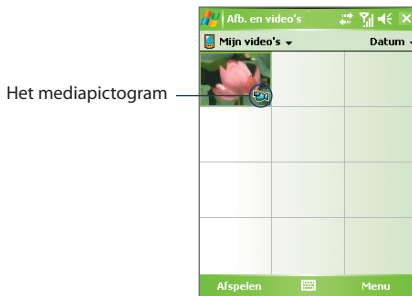 Afb. en video's
Mijn video's Datum
Het mediapictogram
Afspelen Menu